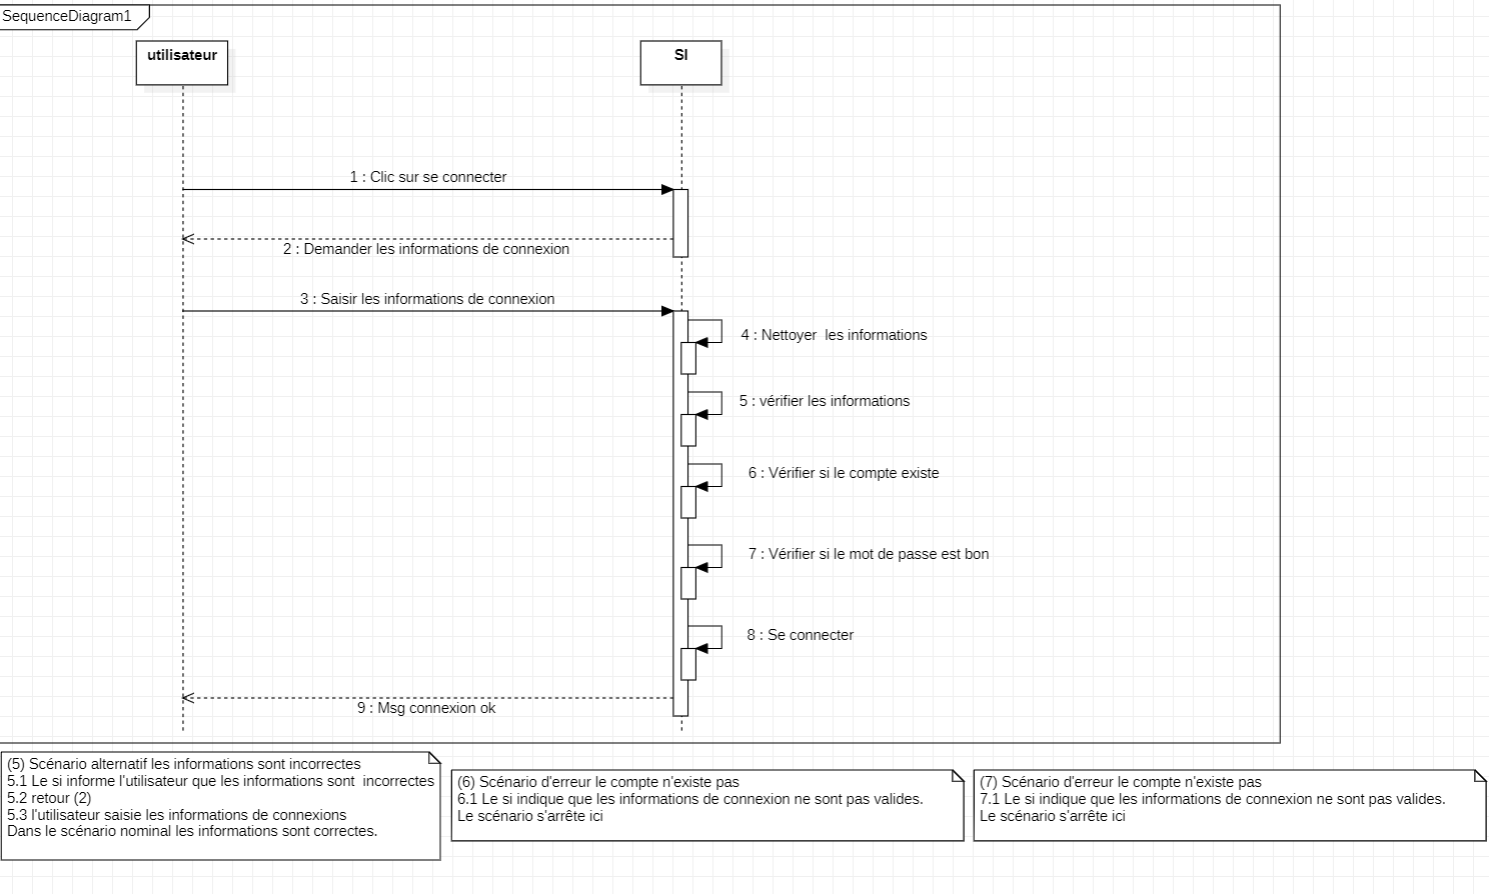 SequenceDiagram1
utilisateur
SI
1 : Clic sur se connecter
2 : Demander les informations de connexion
3 : Saisir les informations de connexion
4 : Nettoyer  les informations
5 : vérifier les informations
6 : Vérifier si le compte existe
7 : Vérifier si le mot de passe est bon
8 : Se connecter
9 : Msg connexion ok
(5) Scénario alternatif les informations sont incorrectes
5.1 Le si informe l'utilisateur que les informations sont  incorrectes
5.2 retour (2)
5.3 l'utilisateur saisie les informations de connexions
Dans le scénario nominal les informations sont correctes.
(6) Scénario d'erreur le compte n'existe pas
6.1 Le si indique que les informations de connexion ne sont pas valides.
Le scénario s'arrête ici
(7) Scénario d'erreur le compte n'existe pas
7.1 Le si indique que les informations de connexion ne sont pas valides.
Le scénario s'arrête ici